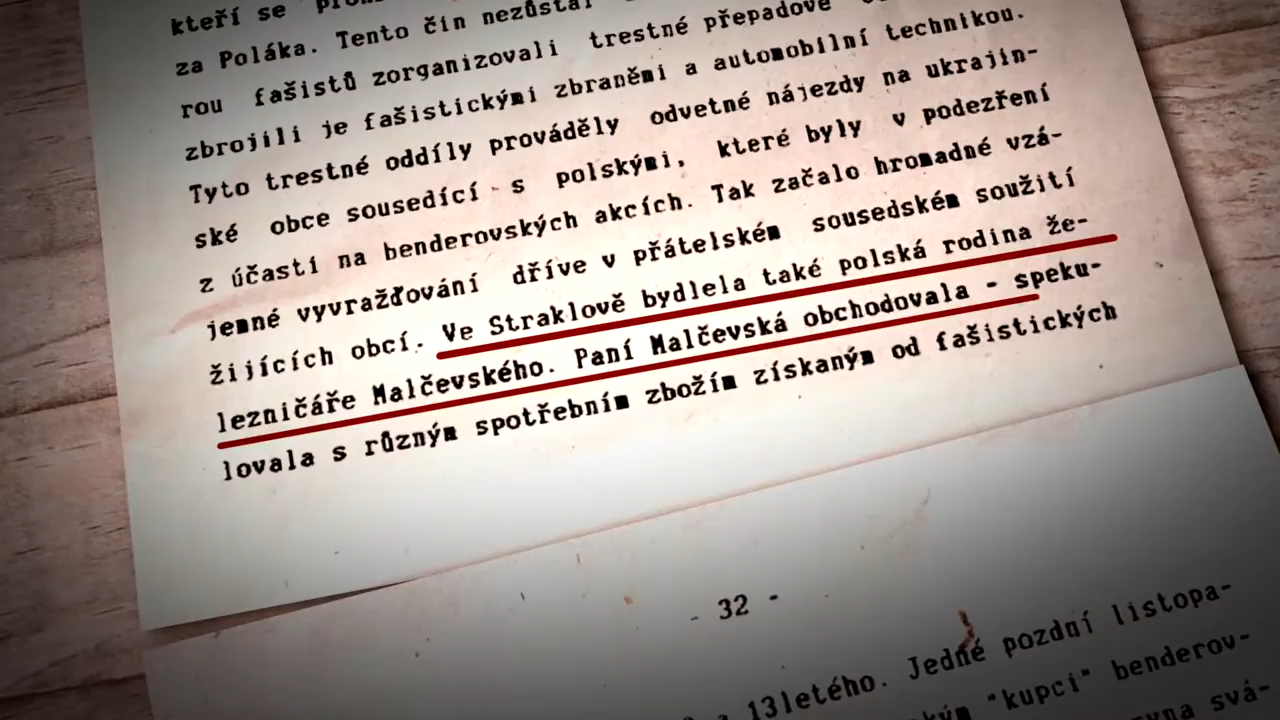 kteří se
za Poláka. Tento čin nezůstal
rou fašistů zorganizovali trestné přepadové
zbrojili je fašistickými zbraněmi a automobilní technikou.
Tyto trestné oddíly prováděly odvetné nájezdy na ukrajin-
ské obce sousedící s polskými, které byly v podezření
z účastí na benderovských akcích. Tak začalo hromadné vzá-
jemné vyvražďování dříve v přátelském sousedském soužití
žijících obcí. Ve Straklově bydlela také polská rodina že-
lezničáře Malčevského. Paní Malčevská obchodovala - speku-
lovala s různým spotřebním zbožím získaným od fašistických
- 32 -
13letého. Jedné pozdní listopa-
"kupci" benderov-
svá-